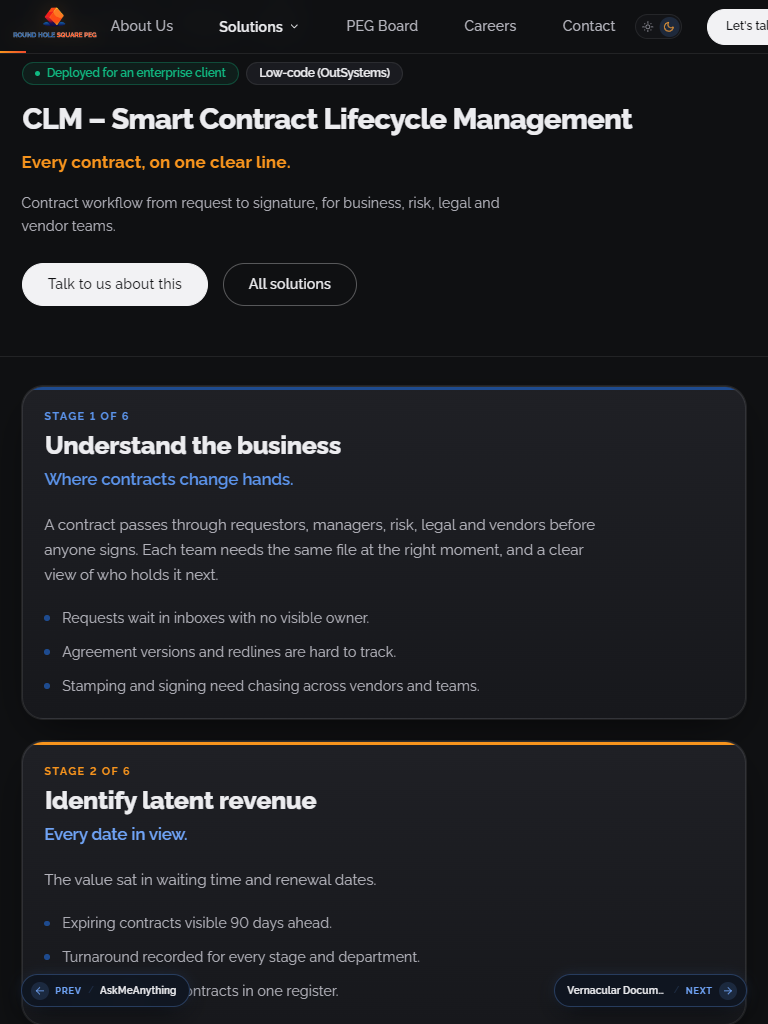 ROUND HOLE SQUARE PEG
About Us
Solutions
PEG Board
Careers
Contact
Let's tal
Deployed for an enterprise client
Low-code (OutSystems)
CLM – Smart Contract Lifecycle Management
Every contract, on one clear line.
Contract workflow from request to signature, for business, risk, legal and
vendor teams.
Talk to us about this
All solutions
STAGE 1 OF 6
Understand the business
Where contracts change hands.
A contract passes through requestors, managers, risk, legal and vendors before
anyone signs. Each team needs the same file at the right moment, and a clear
view of who holds it next.
Requests wait in inboxes with no visible owner.
Agreement versions and redlines are hard to track.
Stamping and signing need chasing across vendors and teams.
STAGE 2 OF 6
Identify latent revenue
Every date in view.
The value sat in waiting time and renewal dates.
Expiring contracts visible 90 days ahead.
Turnaround recorded for every stage and department.
ontracts in one register.
PREV / AskMeAnything
Vernacular Docum... / NEXT